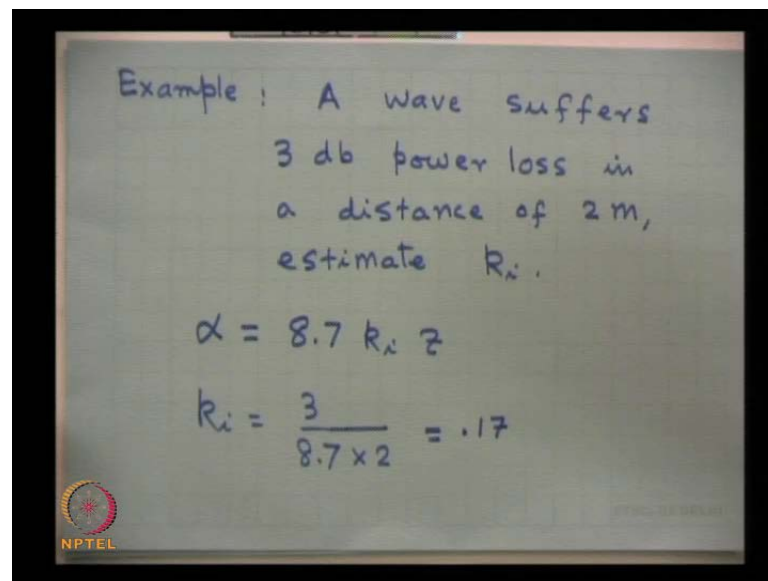 Example : A wave suffers
3 db power loss in
a distance of 2 m,
estimate kᵢ.
α = 8.7 kᵢ z
kᵢ = 3 / 8.7 × 2 = .17
NPTEL